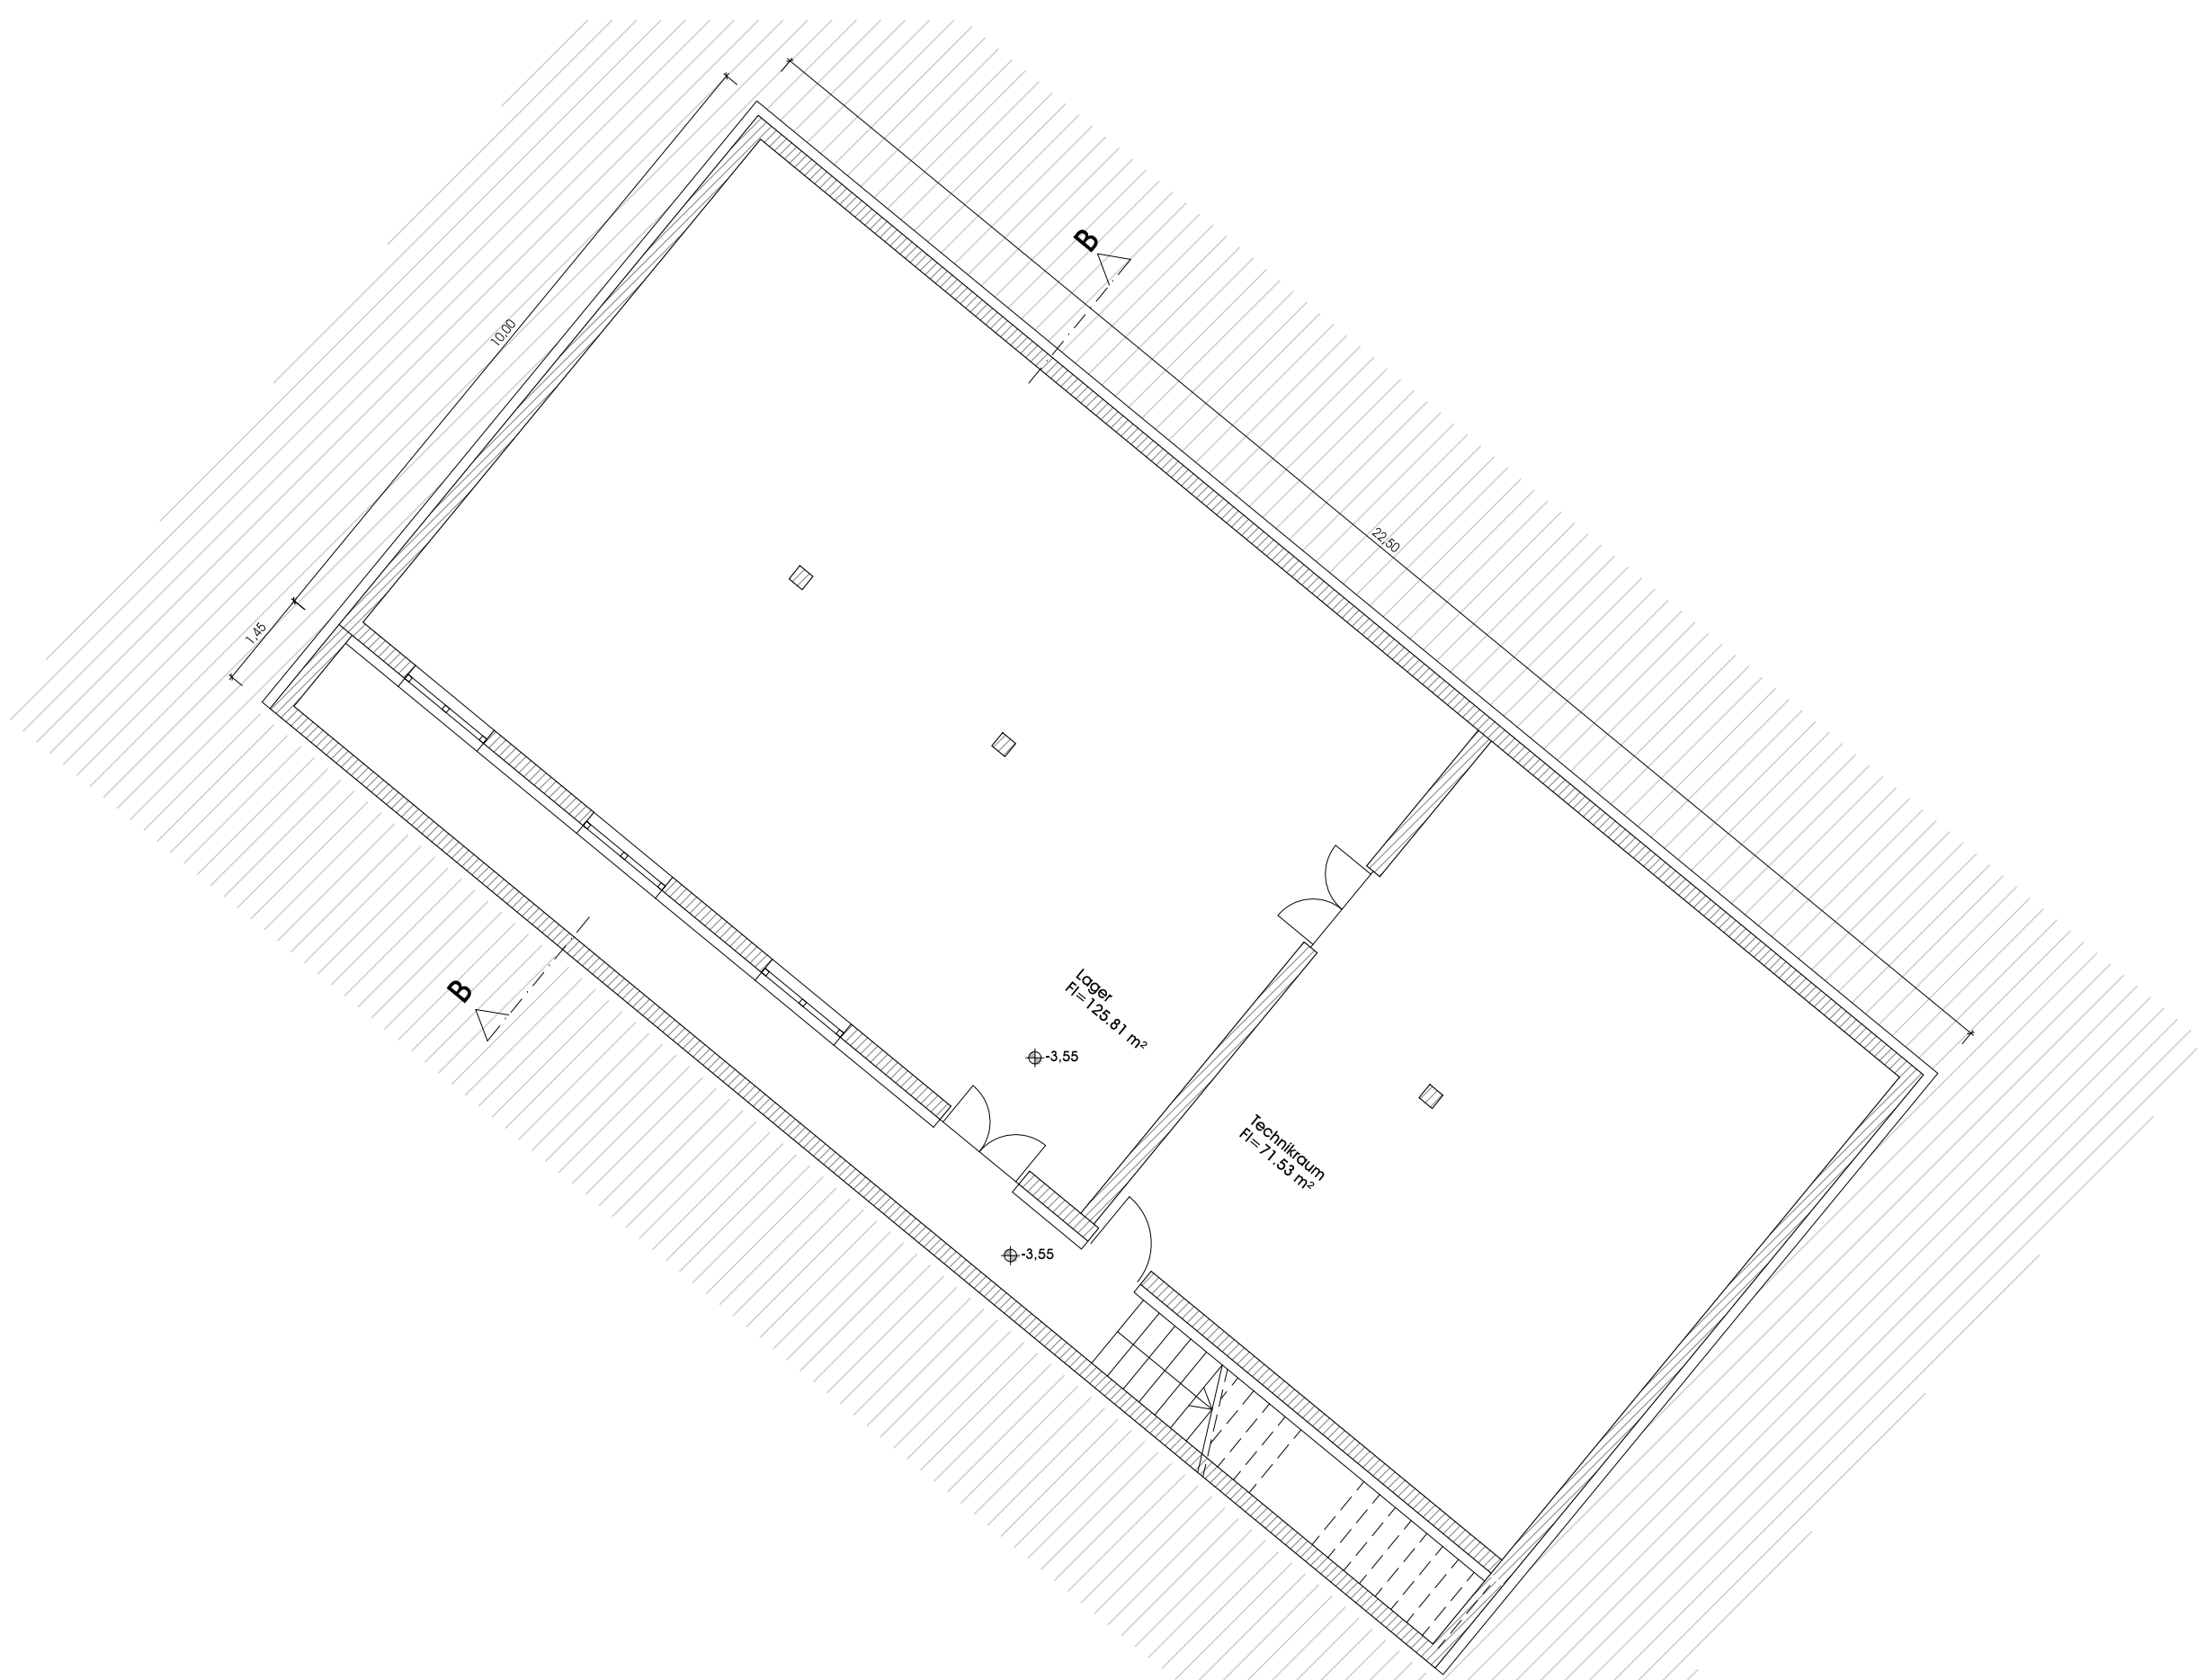 B
10,00
22,50
1,45
Lager
Fl=125.81 m²
B
-3,55
Technikraum
Fl=71.53 m²
-3,55